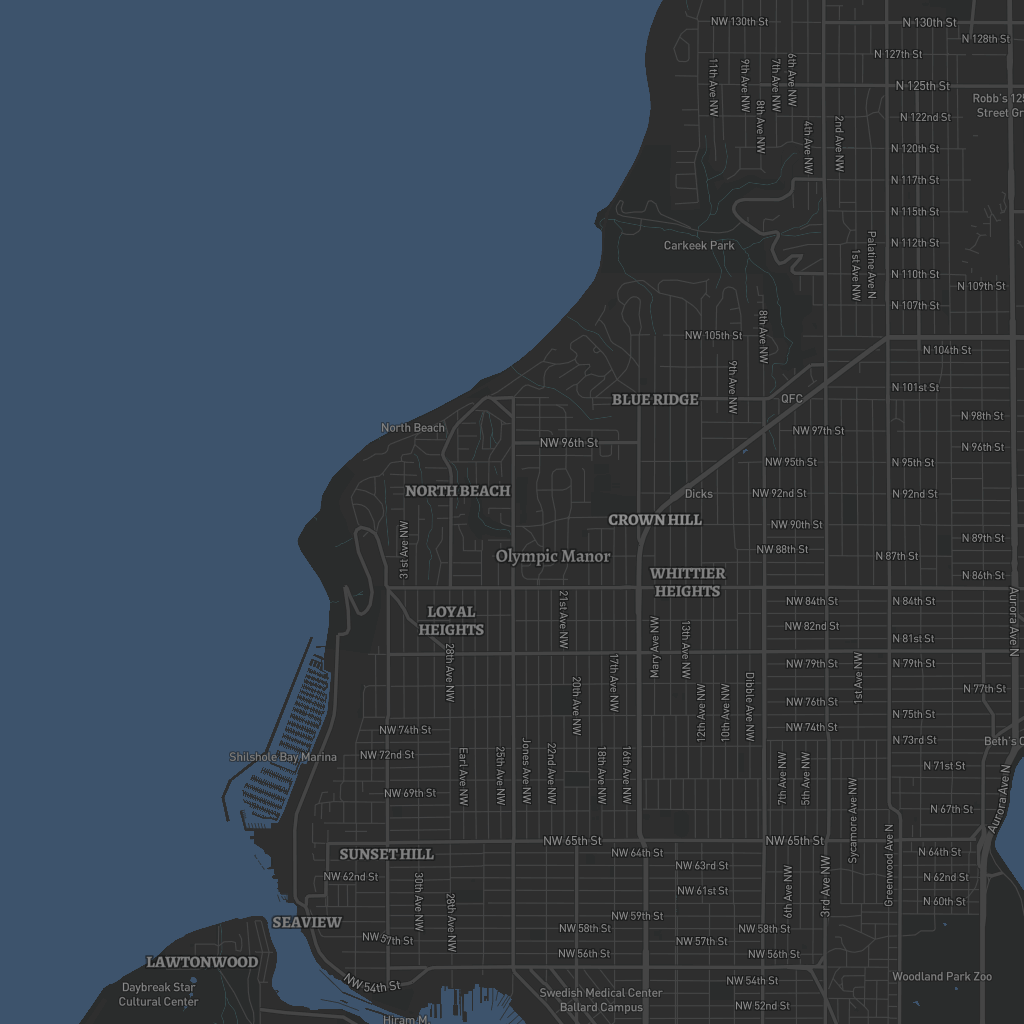 NW 130th St
N 130th St
N 128th St
N 127th St
11th Ave NW
9th Ave NW
7th Ave NW
6th Ave NW
N 125th St
8th Ave NW
Robb's 125
Street Gr
4th Ave NW
2nd Ave NW
N 122nd St
N 120th St
N 117th St
N 115th St
Carkeek Park
Palatine Ave N
1st Ave NW
N 112th St
N 110th St
N 109th St
N 107th St
NW 105th St
8th Ave NW
N 104th St
9th Ave NW
N 101st St
BLUE RIDGE
QFC
N 98th St
North Beach
NW 97th St
NW 96th St
N 96th St
NW 95th St
N 95th St
NORTH BEACH
Dicks
NW 92nd St
N 92nd St
CROWN HILL
NW 90th St
31st Ave NW
N 89th St
NW 88th St
Olympic Manor
N 87th St
WHITTIER
HEIGHTS
N 86th St
NW 84th St
N 84th St
LOYAL
HEIGHTS
21st Ave NW
Aurora Ave N
NW 82th St
N 81st St
Mary Ave NW
13th Ave NW
28th Ave NW
17th Ave NW
NW 79th St
1st Ave NW
N 79th St
20th Ave NW
12th Ave NW
10th Ave NW
Dibble Ave NW
N 77th St
NW 76th St
N 75th St
NW 74th St
NW 74th St
N 73rd St
Beth's C
Shilshole Bay Marina
NW 72nd St
Earl Ave NW
25th Ave NW
Jones Ave NW
22nd Ave NW
18th Ave NW
16th Ave NW
7th Ave NW
5th Ave NW
N 71st St
NW 69th St
Sycamore Ave NW
Aurora Ave N
N 67th St
NW 65th St
NW 65th St
SUNSET HILL
NW 64th St
N 64th St
NW 63rd St
Greenwood Ave N
NW 62nd St
N 62nd St
30th Ave NW
28th Ave NW
NW 61st St
6th Ave NW
3rd Ave NW
N 60th St
SEAVIEW
NW 59th St
NW 58th St
NW 58th St
NW 57th St
NW 57th St
NW 56th St
NW 56th St
LAWTONWOOD
Woodland Park Zoo
Daybreak Star
Cultural Center
NW 54th St
NW 54th St
Swedish Medical Center
Ballard Campus
NW 52nd St
Hiram M.